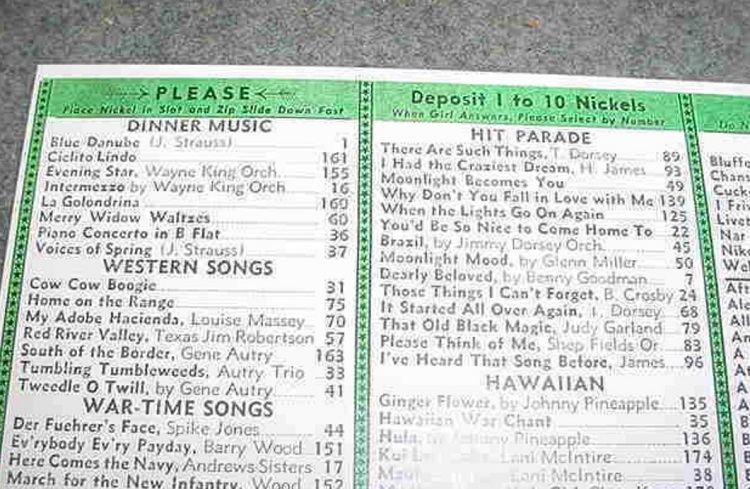 PLEASE
Place Nickel in Slot and Zip Slide Down Fast
DINNER MUSIC
Blue Danube (J. Strauss) 1
Cielito Lindo 161
Evening Star, Wayne King Orch. 155
Intermezzo by Wayne King Orch 16
La Golondrina 160
Merry Widow Waltzes 60
Piano Concerto in B Flat 36
Voices of Spring (J. Strauss) 37
WESTERN SONGS
Cow Cow Boogie 31
Home on the Range 75
My Adobe Hacienda, Louise Massey 70
Red River Valley, Texas Jim Robertson 57
South of the Border, Gene Autry 163
Tumbling Tumbleweeds, Autry Trio 33
Tweedle O Twill, by Gene Autry 41
WAR-TIME SONGS
Der Fuehrer's Face, Spike Jones 44
Ev'rybody Ev'ry Payday, Barry Wood 151
Here Comes the Navy, Andrews Sisters 17
March for the New Infantry, Wood 152
Deposit 1 to 10 Nickels
When Girl Answers, Please Select by Number
HIT PARADE
There Are Such Things, T. Dorsey 89
I Had the Craziest Dream, H. James 93
Moonlight Becomes You 49
Why Don't You Fall in Love with Me 139
When the Lights Go On Again 125
You'd Be So Nice to Come Home To 22
Brazil, by Jimmy Dorsey Orch. 45
Moonlight Mood, by Glenn Miller 50
Dearly Beloved, by Benny Goodman 7
Those Things I Can't Forget, B. Crosby 24
It Started All Over Again, T. Dorsey 68
That Old Black Magic, Judy Garland 79
Please Think of Me, Shep Fields Or. 83
I've Heard That Song Before, James 96
HAWAIIAN
Ginger Flower, by Johnny Pineapple 135
Hawaiian War Chant 35
Hula, by Johnny Pineapple 136
Lani McIntire 174
Lani McIntire 38